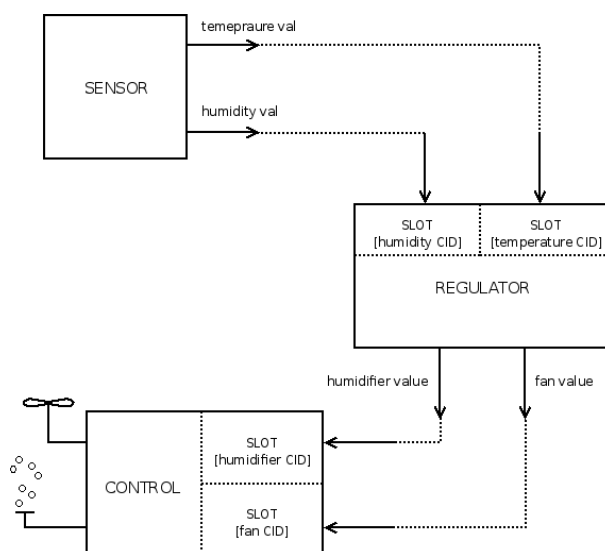 temepraure val
SENSOR
humidity val
SLOT
[humidity CID]
SLOT
[temperature CID]
REGULATOR
humidifier value
fan value
SLOT
[humidifier CID]
CONTROL
SLOT
[fan CID]